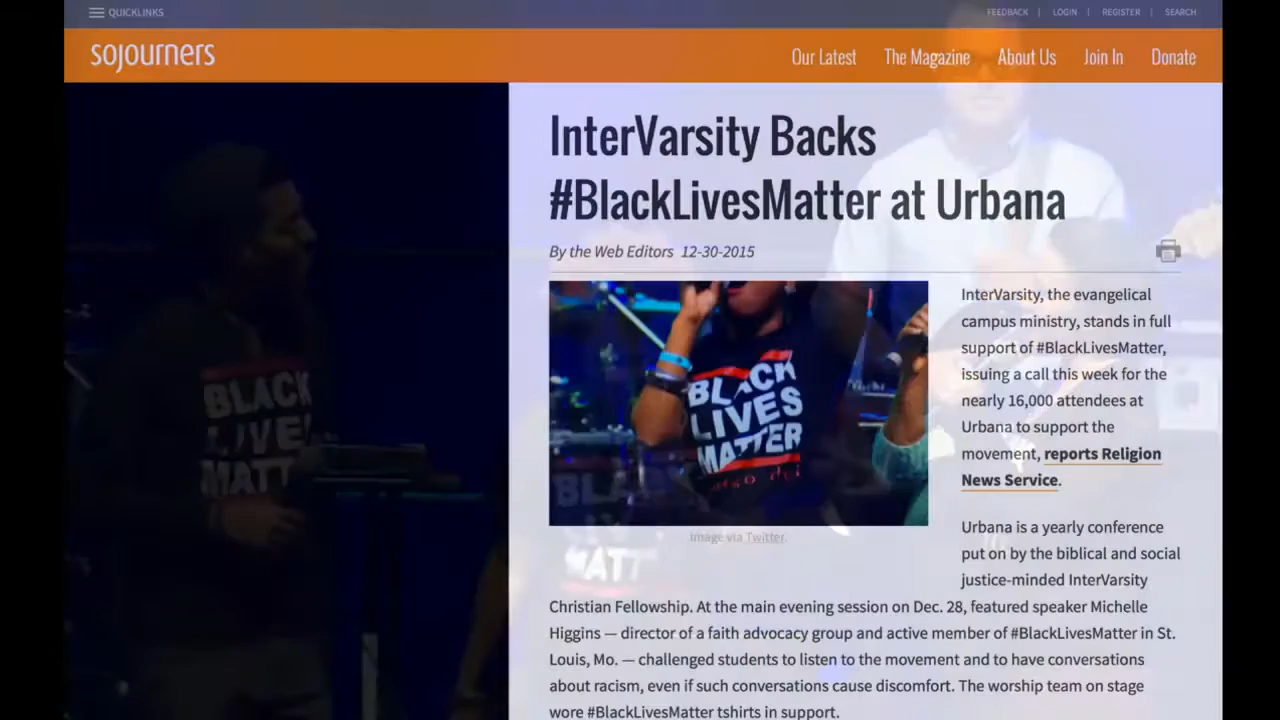 QUICKLINKS
FEEDBACK | LOGIN | REGISTER | SEARCH
sojourners
Our Latest The Magazine About Us Join In Donate
InterVarsity Backs
#BlackLivesMatter at Urbana
By the Web Editors 12-30-2015
BLACK
LIVES
MATTER
BLACK
LIVE
MATT
InterVarsity, the evangelical
campus ministry, stands in full
support of #BlackLivesMatter,
issuing a call this week for the
nearly 16,000 attendees at
Urbana to support the
movement, reports Religion
News Service.
Image via Twitter.
MATT
Urbana is a yearly conference
put on by the biblical and social
justice-minded InterVarsity
Christian Fellowship. At the main evening session on Dec. 28, featured speaker Michelle
Higgins — director of a faith advocacy group and active member of #BlackLivesMatter in St.
Louis, Mo. — challenged students to listen to the movement and to have conversations
about racism, even if such conversations cause discomfort. The worship team on stage
wore #BlackLivesMatter tshirts in support.